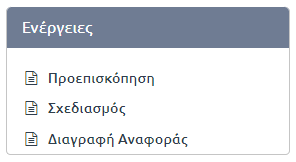 Ενέργειες
Προεπισκόπηση
Σχεδιασμός
Διαγραφή Αναφοράς